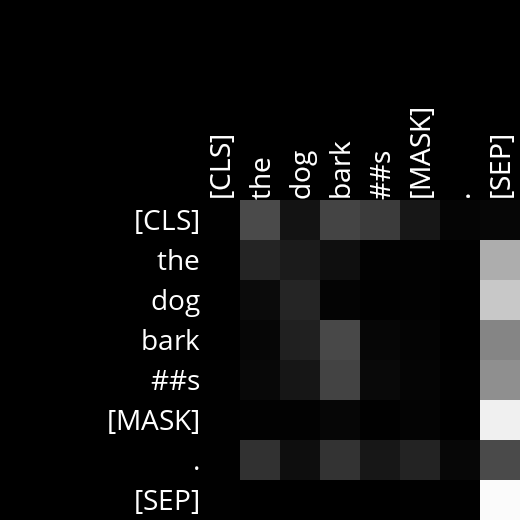 [CLS] the dog bark ##s [MASK] . [SEP]
[CLS]
the
dog
bark
##s
[MASK]
.
[SEP]